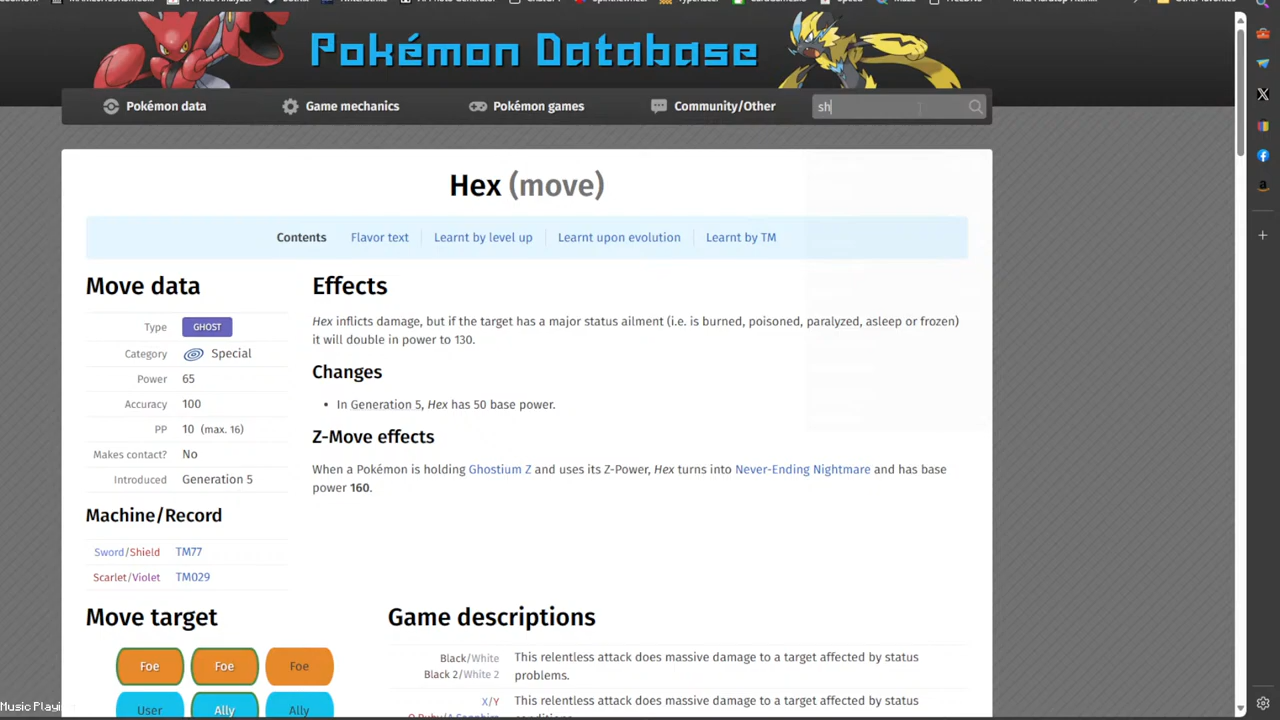 Pokémon Database
Pokémon data
Game mechanics
Pokémon games
Community/Other
sh
Hex (move)
Contents
Flavor text
Learnt by level up
Learnt upon evolution
Learnt by TM
Move data
Type GHOST
Category Special
Power 65
Accuracy 100
PP 10 (max. 16)
Makes contact? No
Introduced Generation 5
Machine/Record
Sword/Shield TM77
Scarlet/Violet TM029
Effects
Hex inflicts damage, but if the target has a major status ailment (i.e. is burned, poisoned, paralyzed, asleep or frozen)
it will double in power to 130.
Changes
• In Generation 5, Hex has 50 base power.
Z-Move effects
When a Pokémon is holding Ghostium Z and uses its Z-Power, Hex turns into Never-Ending Nightmare and has base
power 160.
Move target
Foe Foe Foe
User Ally Ally
Game descriptions
Black/White
Black 2/White 2
This relentless attack does massive damage to a target affected by status
problems.
X/Y
This relentless attack does massive damage to a target affected by status
Music Playi